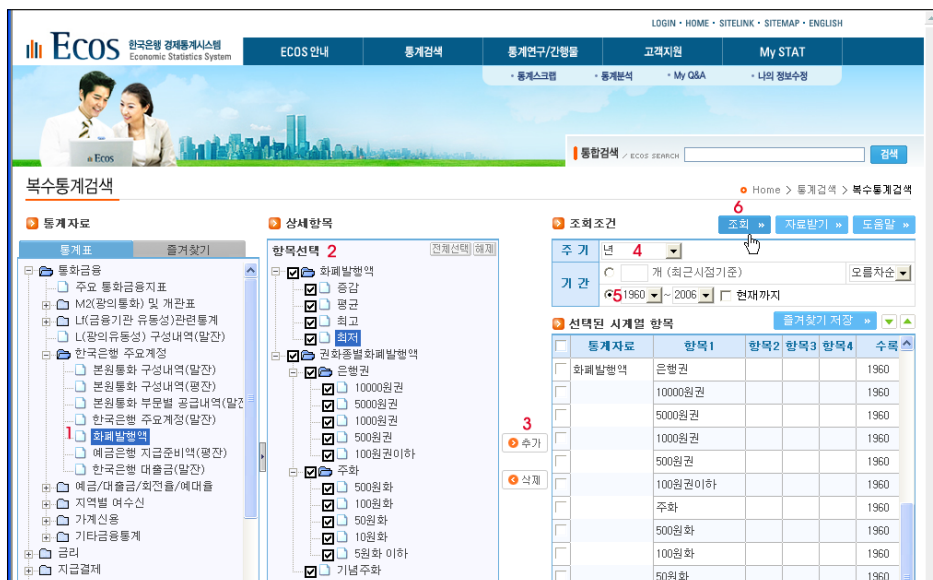 LOGIN · HOME · SITELINK · SITEMAP · ENGLISH
ECOS 한국은행 경제통계시스템
Economic Statistics System
ECOS 안내 통계검색 통계연구/간행물 고객지원 My STAT
· 통계스크랩 · 통계분석 · My Q&A · 나의 정보수정
Ecos
통합검색 / ECOS SEARCH 검색
복수통계검색
Home > 통계검색 > 복수통계검색
6
통계자료
통계표 즐겨찾기
통화금융
주요 통화금융지표
M2(광의통화) 및 개관표
Lf(금융기관 유동성)관련통계
L(광의유동성) 구성내역(말잔)
한국은행 주요계정
본원통화 구성내역(말잔)
본원통화 구성내역(평잔)
본원통화 부문별 공급내역(말잔
한국은행 주요계정(말잔)
1 화폐발행액
예금은행 지급준비액(평잔)
한국은행 대출금(말잔)
예금/대출금/회전율/예대율
지역별 여수신
가계신용
기타금융통계
금리
지급결제
상세항목
항목선택 2 전체선택 해제
화폐발행액
증감
평균
최고
최저
권화종별화폐발행액
은행권
10000원권
5000원권
1000원권
500원권
100원권이하
주화
500원화
100원화
50원화
10원화
5원화 이하
기념주화
3
추가
삭제
조회조건 조회 » 자료받기 » 도움말 »
주 기 년 4
기 간 개 (최근시점기준) 오름차순
5 1960 ~ 2006 현재까지
선택된 시계열 항목 즐겨찾기 저장 »
통계자료 항목1 항목2 항목3 항목4 수록
화폐발행액 은행권 1960
10000원권 1960
5000원권 1960
1000원권 1960
500원권 1960
100원권이하 1960
주화 1960
500원화 1960
100원화 1960
50원화 1960